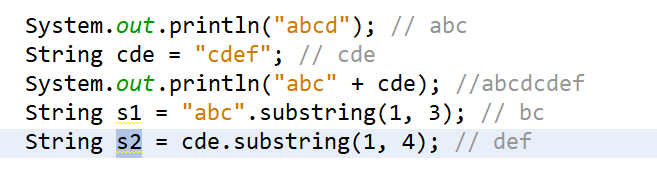 System.out.println("abcd"); // abc
String cde = "cdef"; // cde
System.out.println("abc" + cde); //abcdcdef
String s1 = "abc".substring(1, 3); // bc
String s2 = cde.substring(1, 4); // def